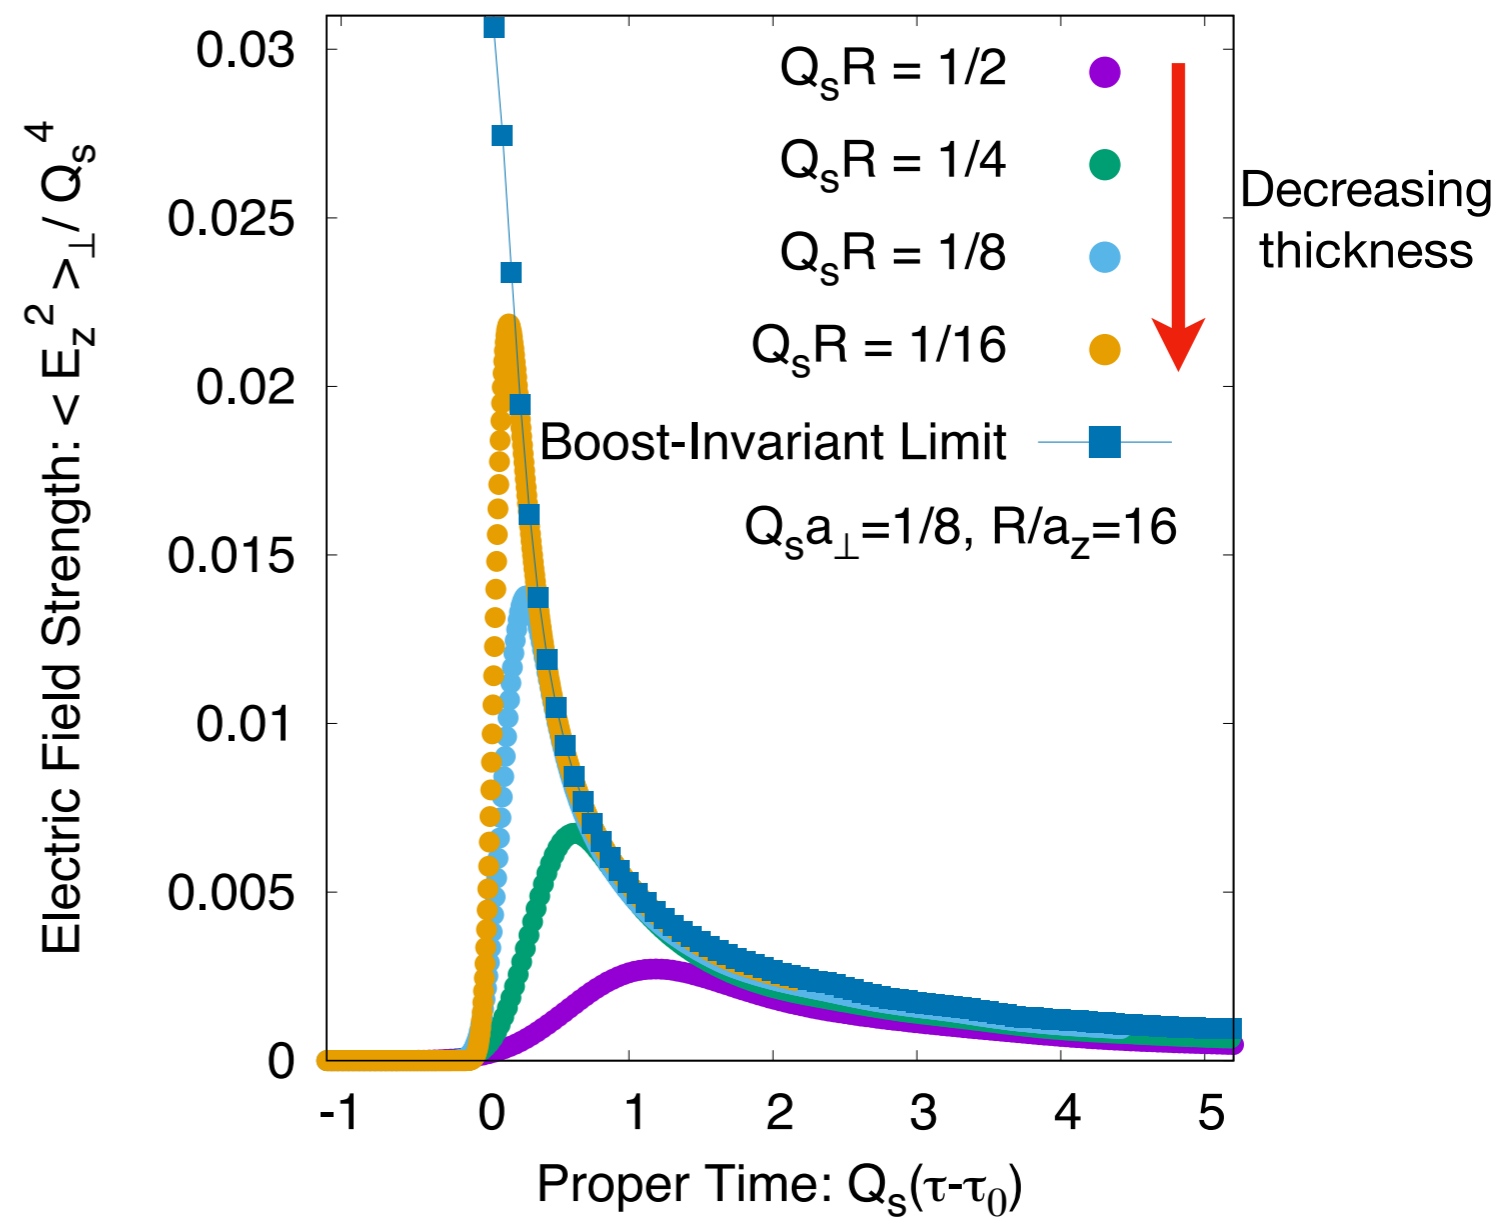 Electric Field Strength: < E_z^2 >_⊥ / Q_s^4
0.03
0.025
0.02
0.015
0.01
0.005
0
Q_sR = 1/2
Q_sR = 1/4
Q_sR = 1/8
Q_sR = 1/16
Boost-Invariant Limit
Q_sa_⊥=1/8, R/a_z=16
Decreasing
thickness
-1 0 1 2 3 4 5
Proper Time: Q_s(τ-τ_0)